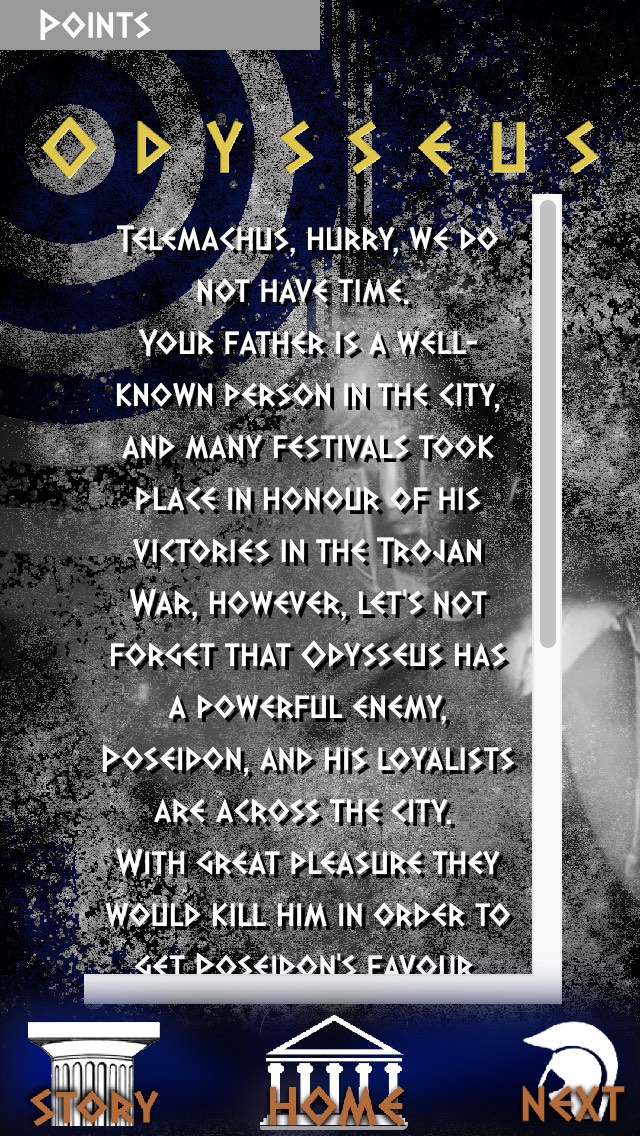 Points
Odysseus
Telemachus, hurry, we do
not have time.
Your father is a well-
known person in the city,
and many festivals took
place in honour of his
victories in the Trojan
War, however, let's not
forget that Odysseus has
a powerful enemy,
Poseidon, and his loyalists
are across the city.
With great pleasure they
would kill him in order to
get Poseidon's favour
Story
Home
Next